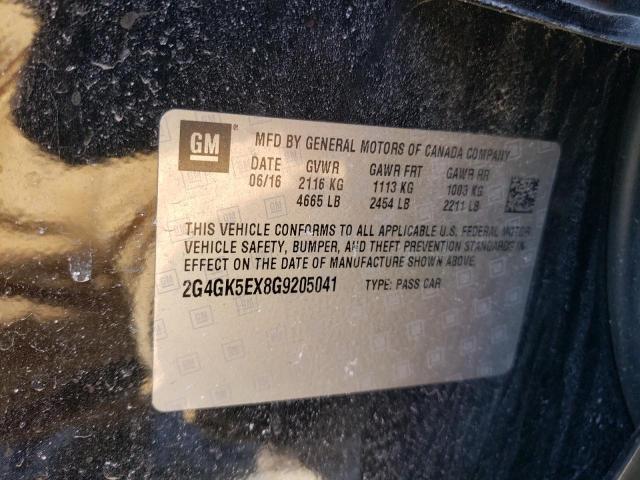 GM
MFD BY GENERAL MOTORS OF CANADA COMPANY
DATE GVWR GAWR FRT GAWR RR
06/16 2116 KG 1113 KG 1003 KG
4665 LB 2454 LB 2211 LB
THIS VEHICLE CONFORMS TO ALL APPLICABLE U.S. FEDERAL MOTOR
VEHICLE SAFETY, BUMPER, AND THEFT PREVENTION STANDARDS IN
EFFECT ON THE DATE OF MANUFACTURE SHOWN ABOVE.
2G4GK5EX8G9205041 TYPE: PASS CAR